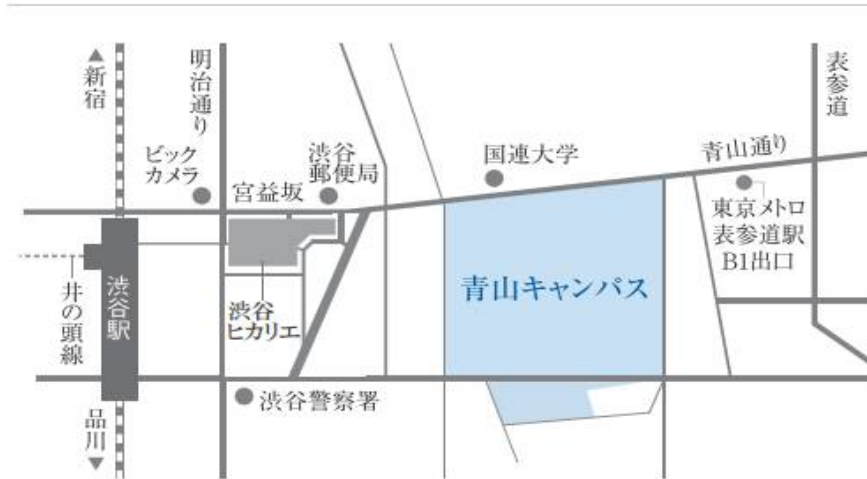 ▲新宿
明治通り
ビック
カメラ
宮益坂
渋谷
郵便局
国連大学
青山通り
表参道
東京メトロ
表参道駅
B1出口
青山キャンパス
渋谷駅
井の頭線
渋谷
ヒカリエ
渋谷警察署
品川▼